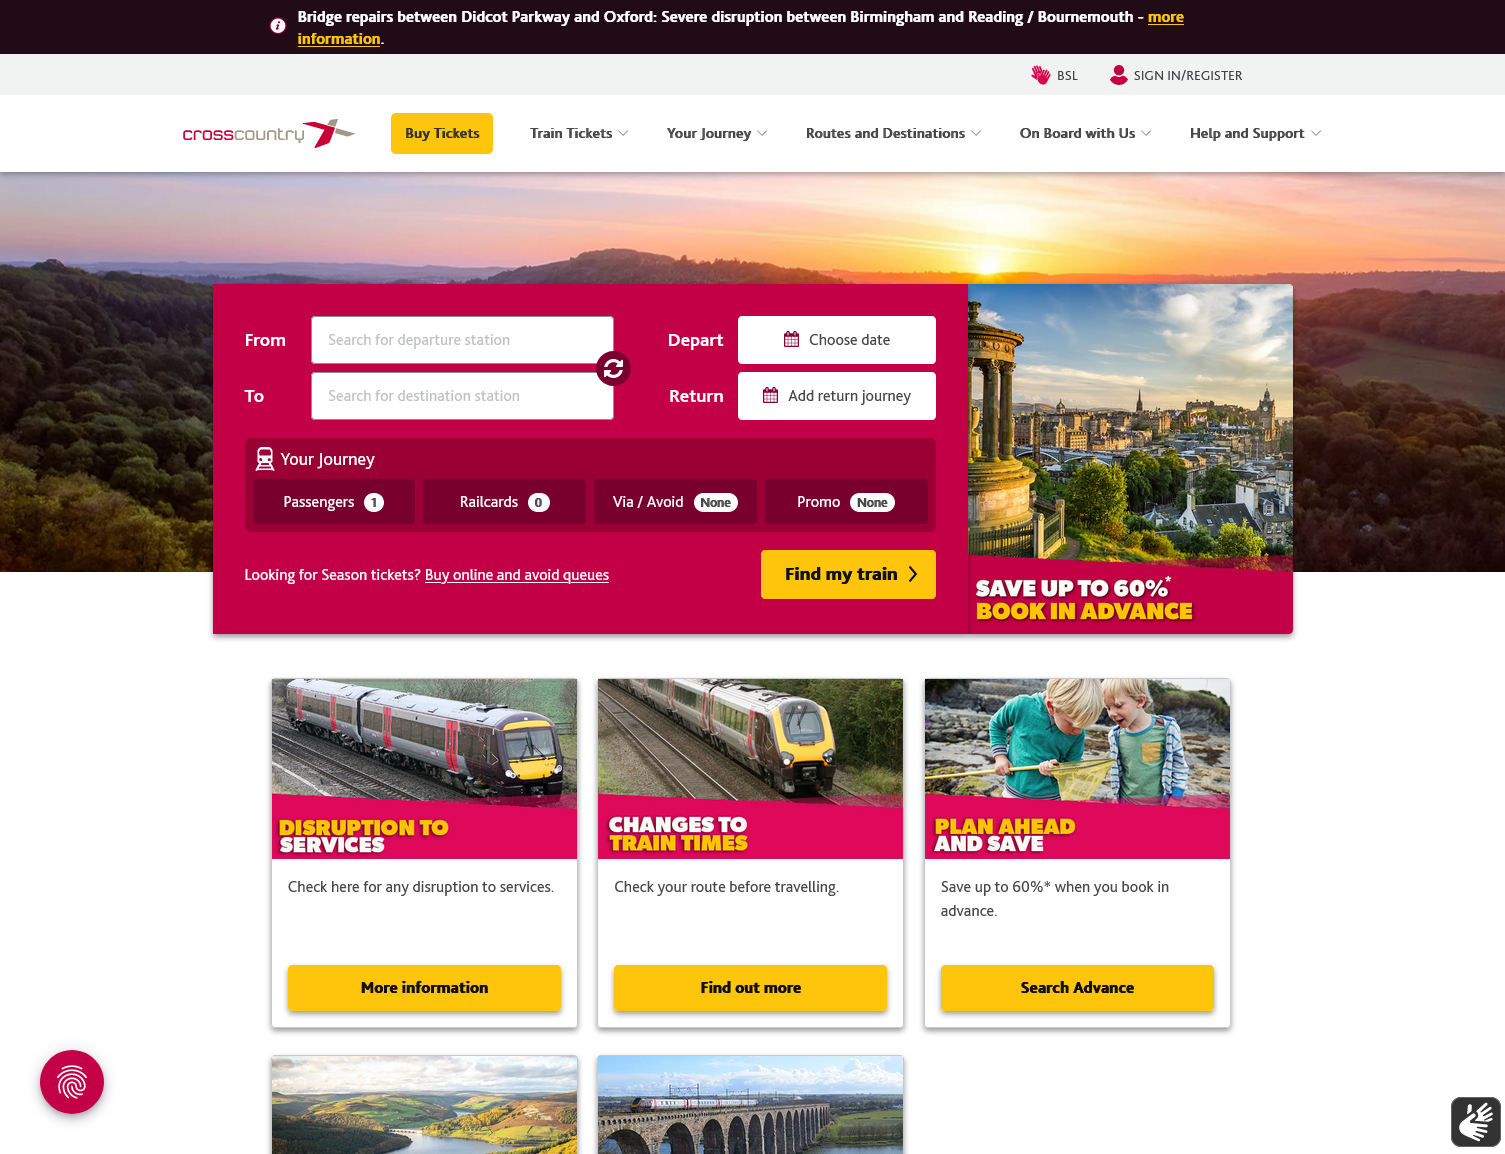 Bridge repairs between Didcot Parkway and Oxford: Severe disruption between Birmingham and Reading / Bournemouth - more
information.
BSL
SIGN IN/REGISTER
crosscountry
Buy Tickets
Train Tickets
Your Journey
Routes and Destinations
On Board with Us
Help and Support
From
Search for departure station
Depart
Choose date
To
Search for destination station
Return
Add return journey
Your Journey
Passengers 1
Railcards 0
Via / Avoid None
Promo None
Looking for Season tickets? Buy online and avoid queues
Find my train
SAVE UP TO 60%*
BOOK IN ADVANCE
DISRUPTION TO
SERVICES
Check here for any disruption to services.
More information
CHANGES TO
TRAIN TIMES
Check your route before travelling.
Find out more
PLAN AHEAD
AND SAVE
Save up to 60%* when you book in
advance.
Search Advance